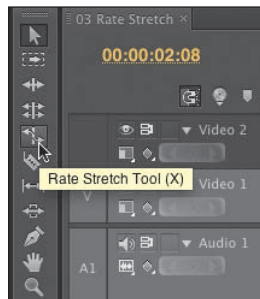 03 Rate Stretch ×
00:00:02:08
Video 2
Rate Stretch Tool (X)
V
Video 1
Audio 1
A1